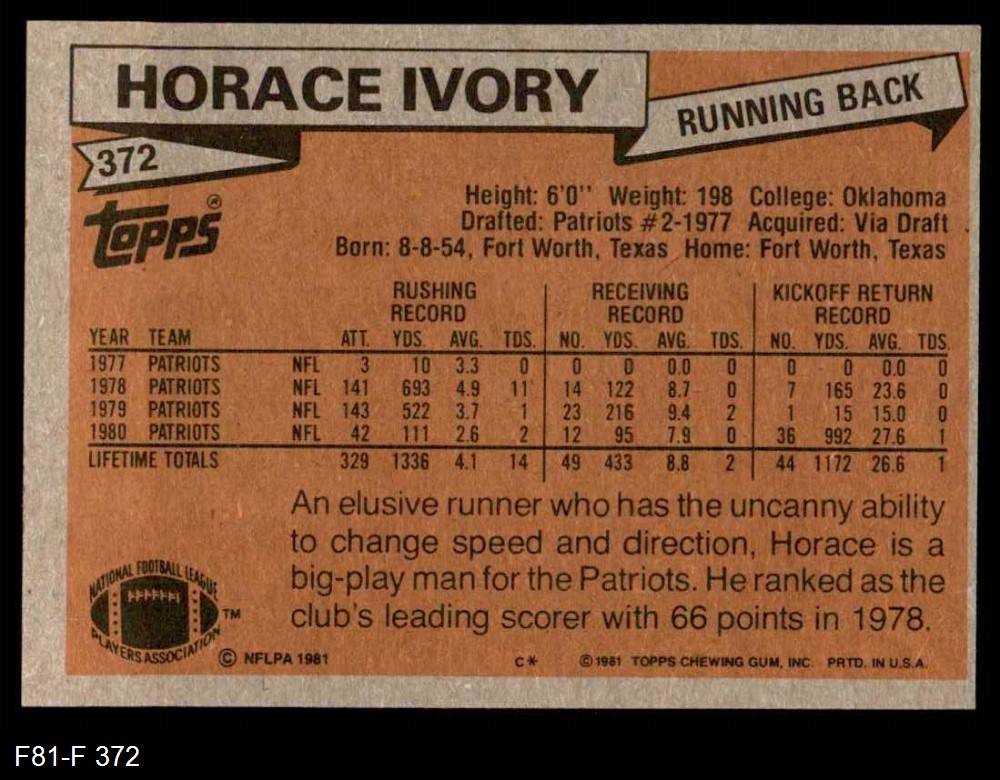 HORACE IVORY
RUNNING BACK
372
TOPPS®
Height: 6'0'' Weight: 198 College: Oklahoma
Drafted: Patriots #2-1977 Acquired: Via Draft
Born: 8-8-54, Fort Worth, Texas Home: Fort Worth, Texas
RUSHING RECORD RECEIVING RECORD KICKOFF RETURN RECORD
YEAR TEAM ATT. YDS. AVG. TDS. NO. YDS. AVG. TDS. NO. YDS. AVG. TDS.
1977 PATRIOTS NFL 3 10 3.3 0 0 0 0.0 0 0 0 0.0 0
1978 PATRIOTS NFL 141 693 4.9 11 14 122 8.7 0 7 165 23.6 0
1979 PATRIOTS NFL 143 522 3.7 1 23 216 9.4 2 1 15 15.0 0
1980 PATRIOTS NFL 42 111 2.6 2 12 95 7.9 0 36 992 27.6 1
LIFETIME TOTALS 329 1336 4.1 14 49 433 8.8 2 44 1172 26.6 1
An elusive runner who has the uncanny ability
to change speed and direction, Horace is a
big-play man for the Patriots. He ranked as the
club's leading scorer with 66 points in 1978.
NATIONAL FOOTBALL LEAGUE
PLAYERS ASSOCIATION
TM
© NFLPA 1981 C* © 1981 TOPPS CHEWING GUM, INC. PRTD. IN U.S.A.
F81-F 372